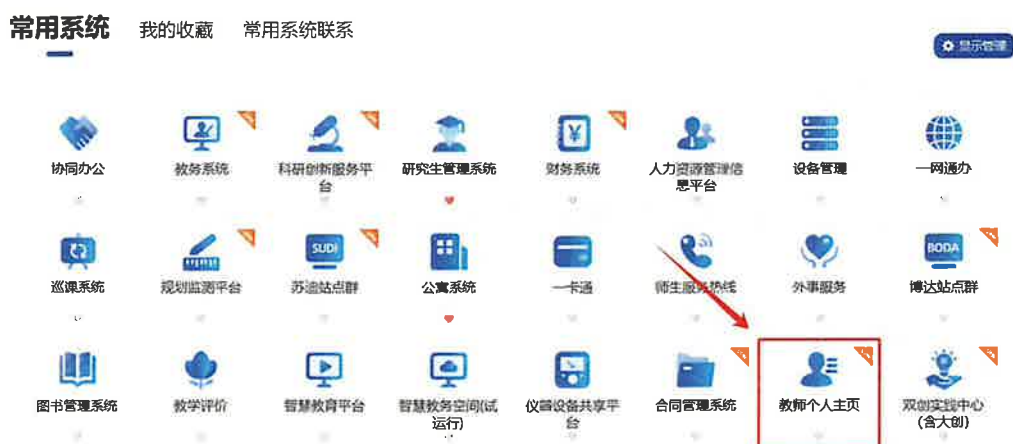 常用系统 我的收藏 常用系统联系
显示管理
协同办公 教务系统 科研创新服务平 研究生管理系统 财务系统 人力资源管理信 设备管理 一网通办
台 息平台
SUDI BODA
巡课系统 规划监测平台 苏迪站点群 公寓系统 一卡通 师生服务热线 外事服务 博达站点群
图书管理系统 教学评价 智慧教育平台 智慧教务空间(试 仪器设备共享平 合同管理系统 教师个人主页 双创实践中心
运行) 台 (含大创)